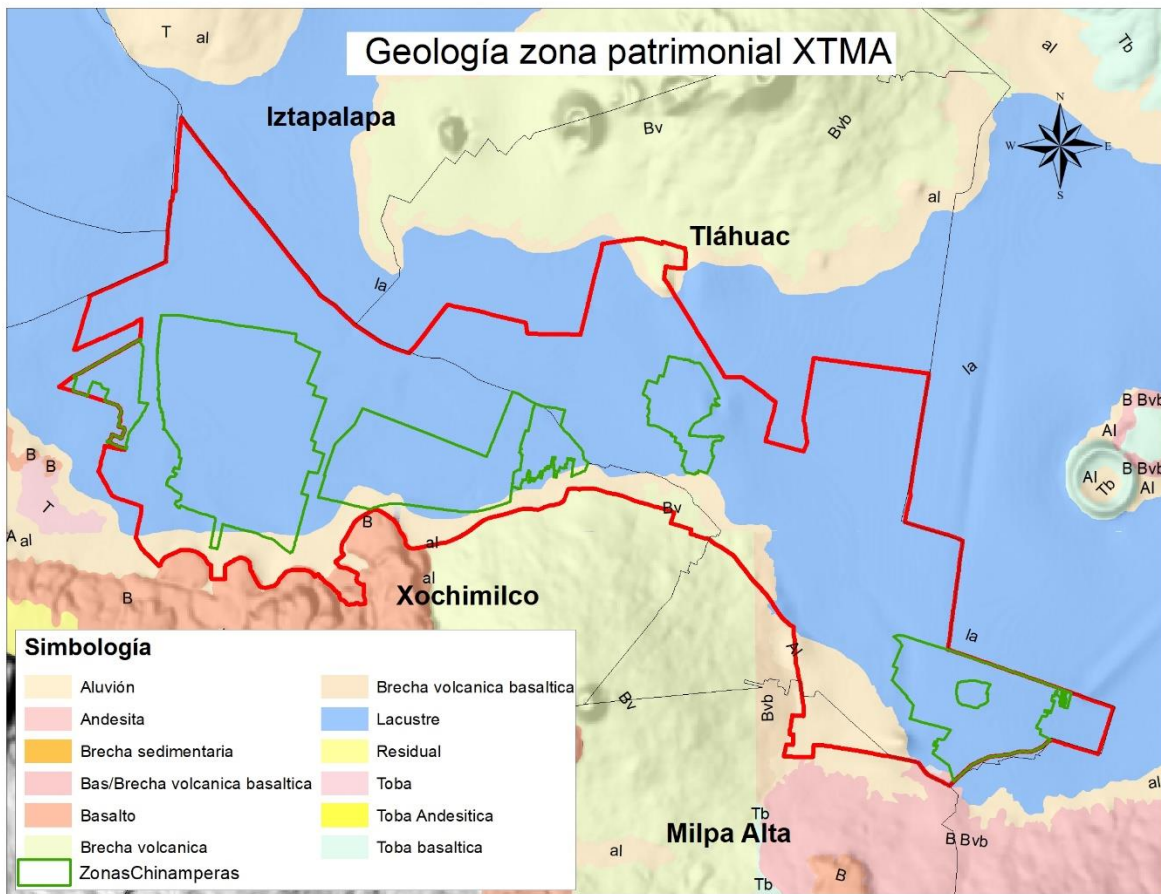 T
al
Geología zona patrimonial XTMA
al
Tb
Iztapalapa
Bv
Bvb
N
W
E
S
al
Tláhuac
la
la
B Bvb
Al
B
B
B Bvb
Al
Tb
Al
T
A
al
B
Bv
al
al
Xochimilco
B
la
Al
Bv
Bvb
Simbología
Aluvión
Andesita
Brecha sedimentaria
Bas/Brecha volcanica basaltica
Basalto
Brecha volcanica
ZonasChinamperas
Brecha volcanica basaltica
Lacustre
Residual
Toba
Toba Andesitica
Toba basaltica
al
Tb
Milpa Alta
B Bvb
al
B
Tb